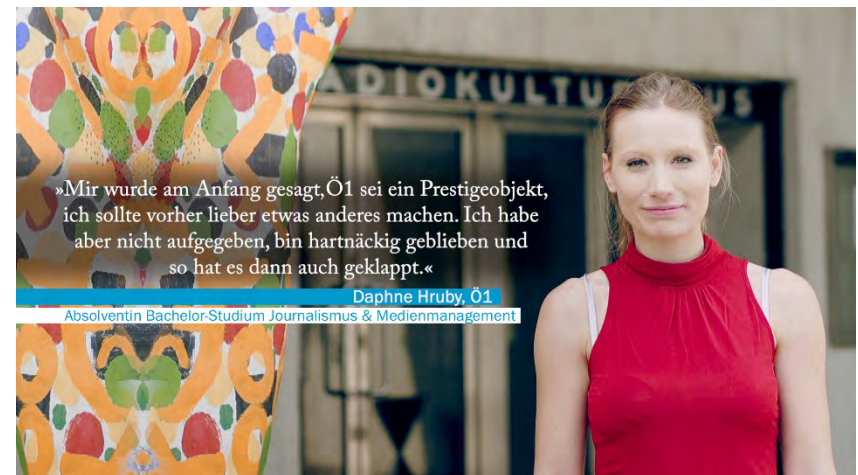 RADIOKULTURHAUS
»Mir wurde am Anfang gesagt,Ö1 sei ein Prestigeobjekt,
ich sollte vorher lieber etwas anderes machen. Ich habe
aber nicht aufgegeben, bin hartnäckig geblieben und
so hat es dann auch geklappt.«
Daphne Hruby, Ö1
Absolventin Bachelor-Studium Journalismus & Medienmanagement